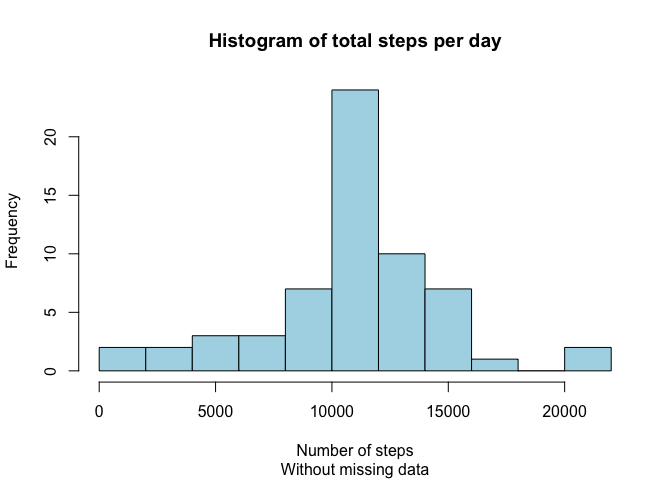 Histogram of total steps per day
Frequency
20
15
10
5
0
0 5000 10000 15000 20000
Number of steps
Without missing data